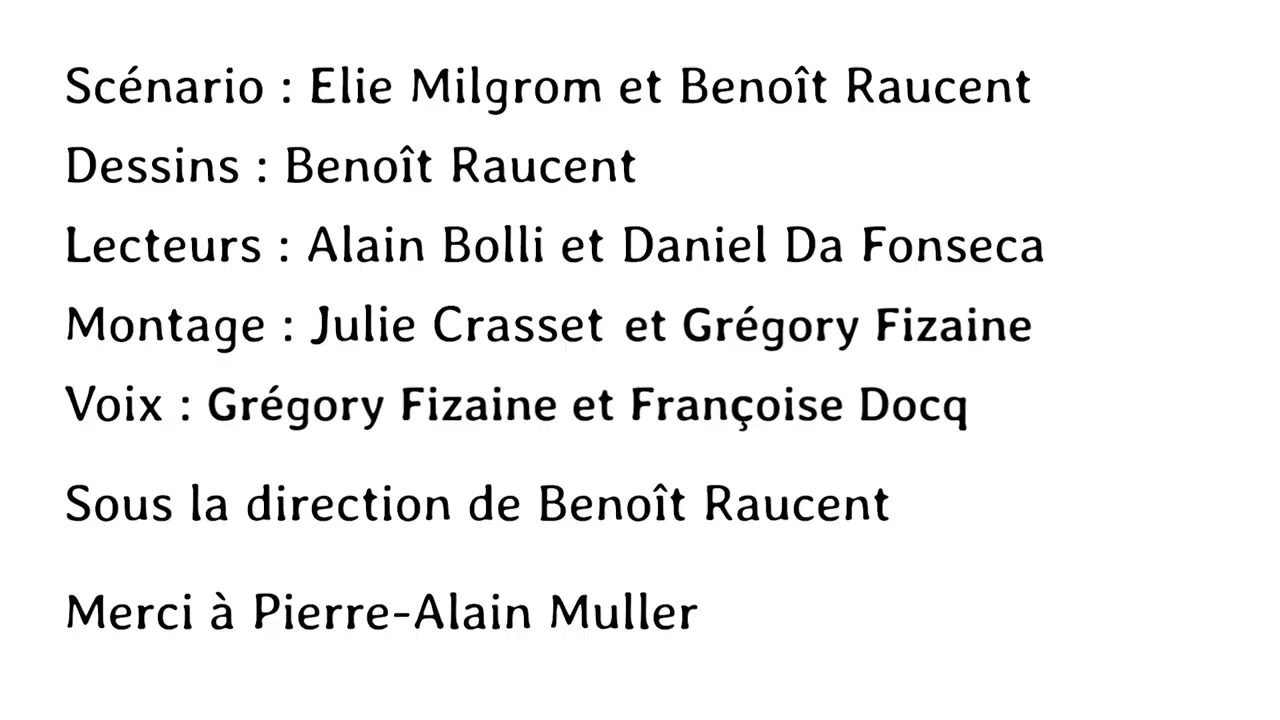 Scénario : Elie Milgrom et Benoît Raucent
Dessins : Benoît Raucent
Lecteurs : Alain Bolli et Daniel Da Fonseca
Montage : Julie Crasset et Grégory Fizaine
Voix : Grégory Fizaine et Françoise Docq
Sous la direction de Benoît Raucent
Merci à Pierre-Alain Muller